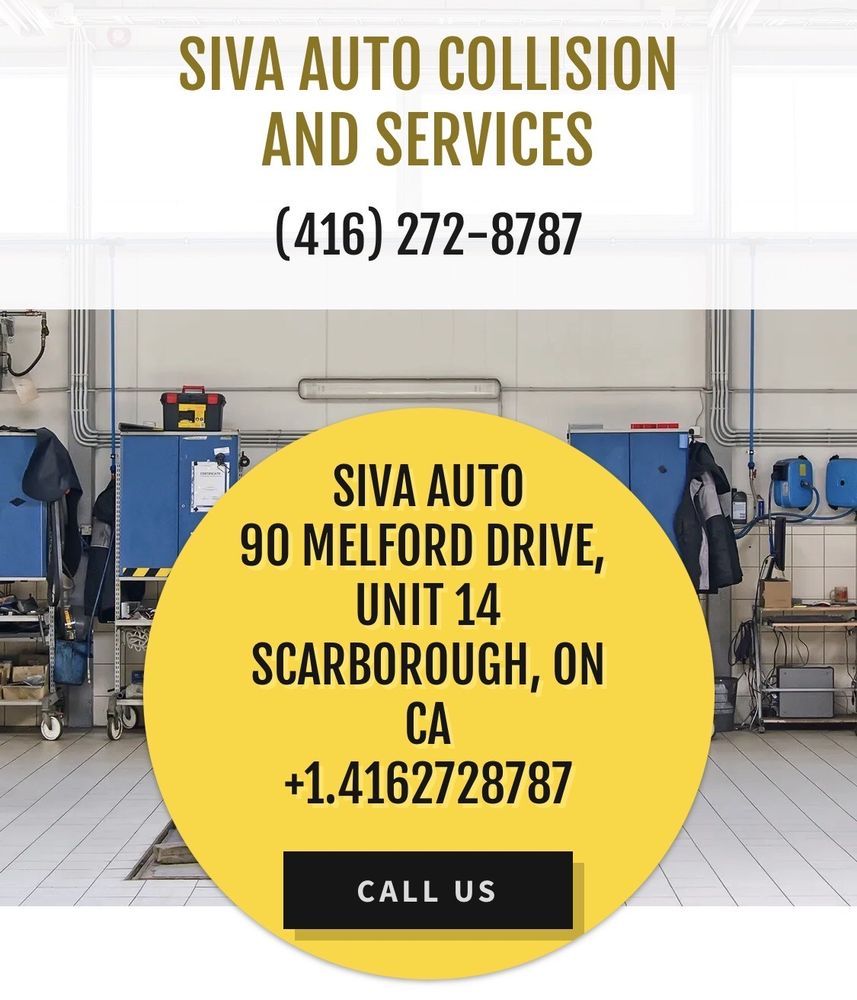 SIVA AUTO COLLISION
AND SERVICES
(416) 272-8787
CERTIFICATE
SIVA AUTO
90 MELFORD DRIVE,
UNIT 14
SCARBOROUGH, ON
CA
+1.4162728787
CALL US